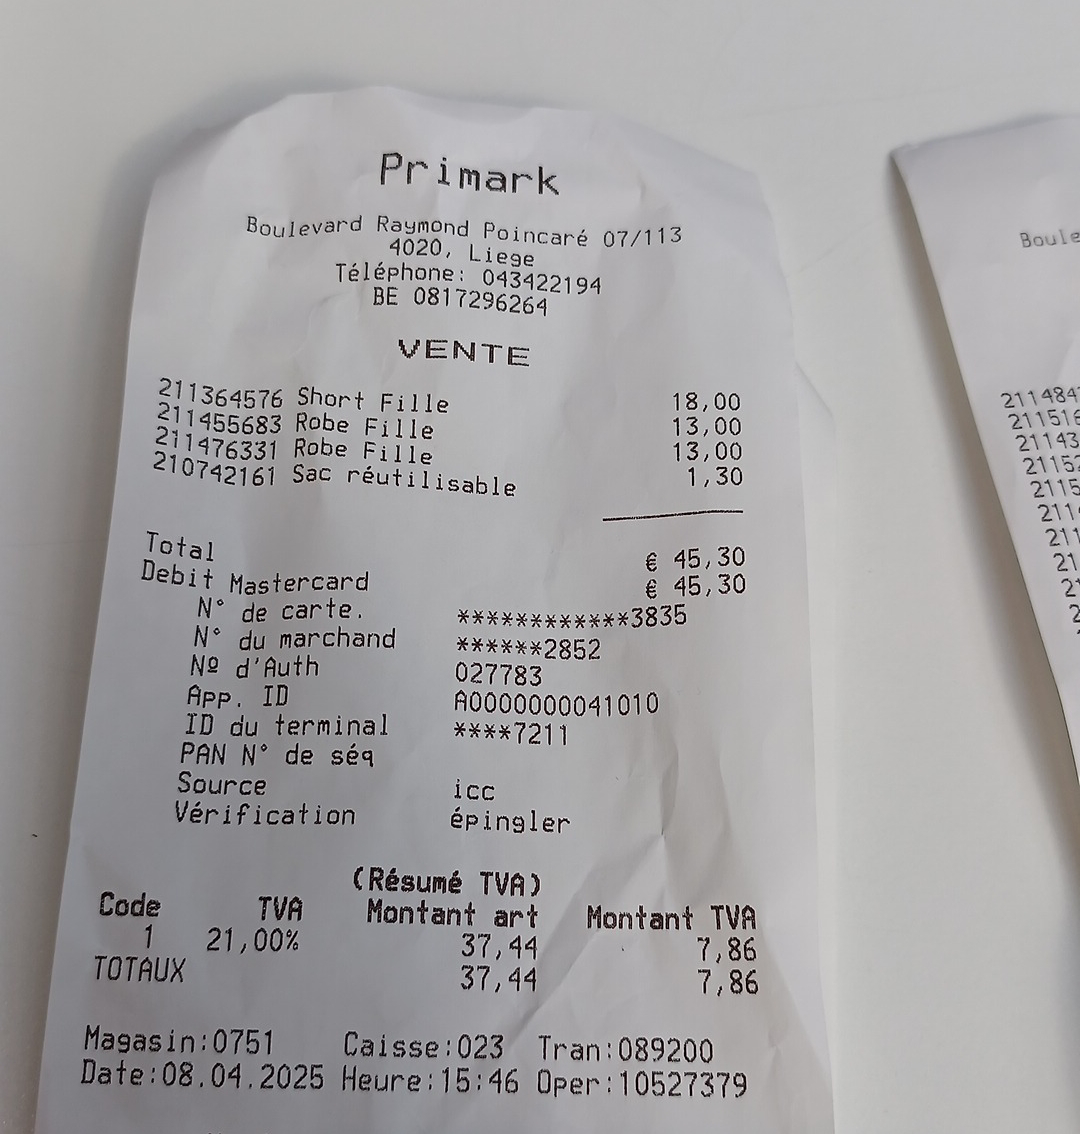 Primark
Boulevard Raymond Poincaré 07/113
4020, Liege
Téléphone: 043422194
BE 0817296264
VENTE
211364576 Short Fille 18,00
211455683 Robe Fille 13,00
211476331 Robe Fille 13,00
210742161 Sac réutilisable 1,30
Total € 45,30
Debit Mastercard € 45,30
N° de carte. ************3835
N° du marchand ******2852
Nº d'Auth 027783
App. ID A0000000041010
ID du terminal ****7211
PAN N° de séq
Source icc
Vérification épingler
(Résumé TVA)
Code TVA Montant art Montant TVA
1 21,00% 37,44 7,86
TOTAUX 37,44 7,86
Magasin:0751 Caisse:023 Tran:089200
Date:08.04.2025 Heure:15:46 Oper:10527379